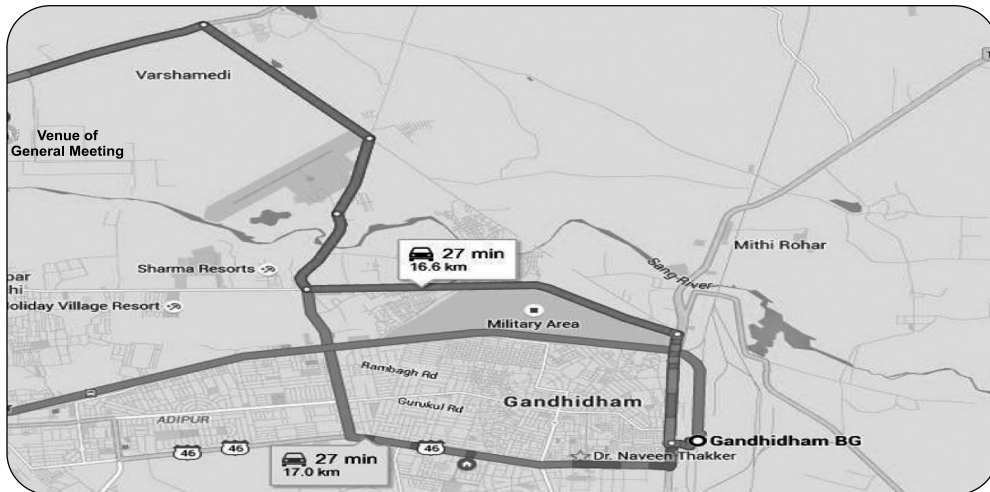 Varshamedi
Venue of
General Meeting
27 min
16.6 km
Mithi Rohar
Sharma Resorts
Sang River
Holiday Village Resort
Military Area
Rambagh Rd
Gandhidham
Gurukul Rd
ADIPUR
46
46
46
Gandhidham BG
Dr. Naveen Thakker
27 min
17.0 km